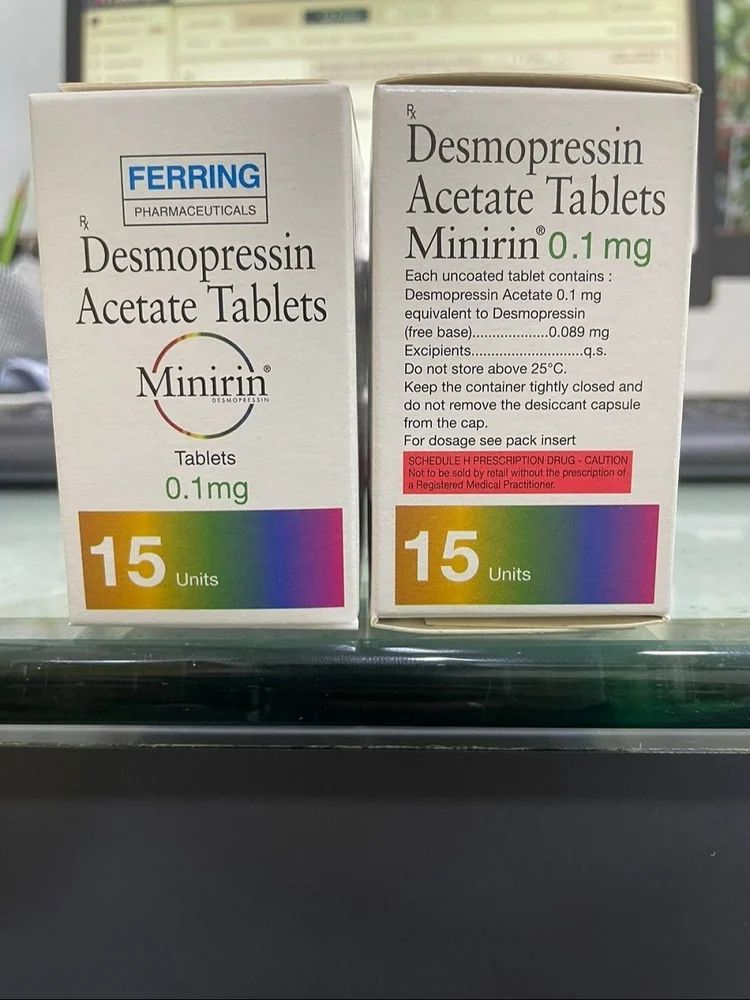 FERRING
PHARMACEUTICALS
Rx
Desmopressin
Acetate Tablets
Minirin®
DESMOPRESSIN
Tablets
0.1mg
15 Units
Rx
Desmopressin
Acetate Tablets
Minirin® 0.1 mg
Each uncoated tablet contains :
Desmopressin Acetate 0.1 mg
equivalent to Desmopressin
(free base)...................0.089 mg
Excipients...........................q.s.
Do not store above 25°C.
Keep the container tightly closed and
do not remove the desiccant capsule
from the cap.
For dosage see pack insert
SCHEDULE H PRESCRIPTION DRUG - CAUTION
Not to be sold by retail without the prescription of
a Registered Medical Practitioner.
15 Units